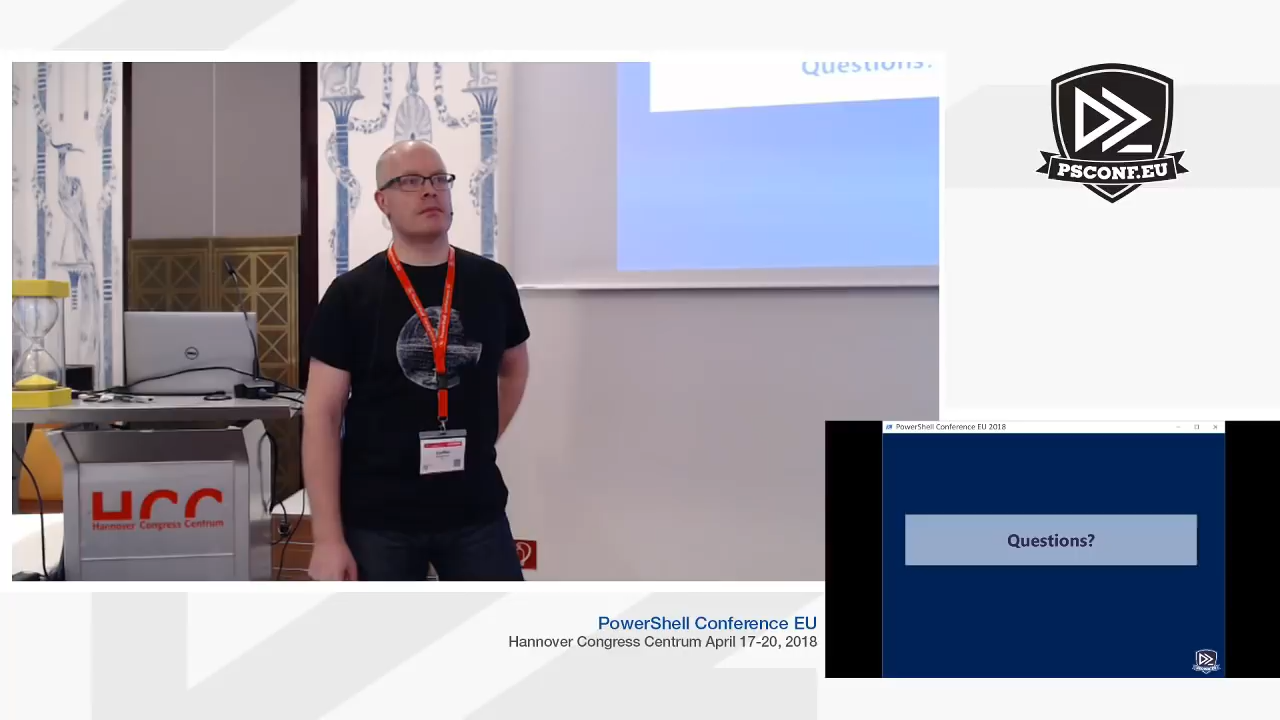 Questions?
PSCONF.EU
DELL
HCC
Hannover Congress Centrum
PowerShell Conference EU 2018
Questions?
PowerShell Conference EU
Hannover Congress Centrum April 17-20, 2018